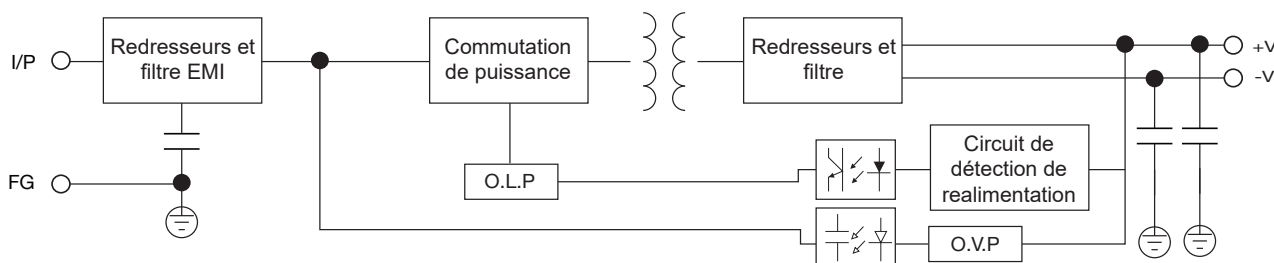 I/P
Redresseurs et
filtre EMI
Commutation
de puissance
Redresseurs et
filtre
+V
-V
FG
O.L.P
Circuit de
détection de
realimentation
O.V.P